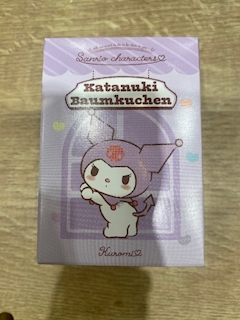 Sanrio characters♡
Katanuki
Baumkuchen
Kuromi♡